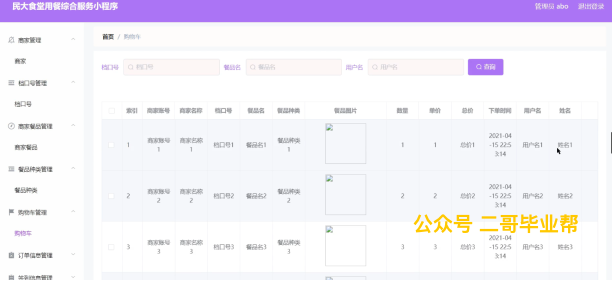 民大食堂用餐综合服务小程序
管理员 abo 退出登录
商家管理
商家
档口号管理
档口号
商家餐品管理
商家餐品
餐品种类管理
餐品种类
购物车管理
购物车
订单信息管理
签到信息管理
首页 / 购物车
档口号 档口号 餐品名 餐品名 用户名 用户名 查询
索引 商家账号 商家名称 档口号 餐品名 餐品种类 餐品图片 数量 单价 总价 下单时间 用户名 姓名
1 商家账号1 商家名称1 档口号1 餐品名1 餐品种类1 1 1 总价1 2021-04-15 22:53:14 用户名1 姓名1
2 商家账号2 商家名称2 档口号2 餐品名2 餐品种类2 2 2 总价2 2021-04-15 22:53:14 用户名2 姓名2
3 商家账号3 商家名称3 档口号3 餐品名3 餐品种类3 3 3 总价3 2021-04-15 22:53:14 用户名3 姓名3
公众号 二哥毕业帮